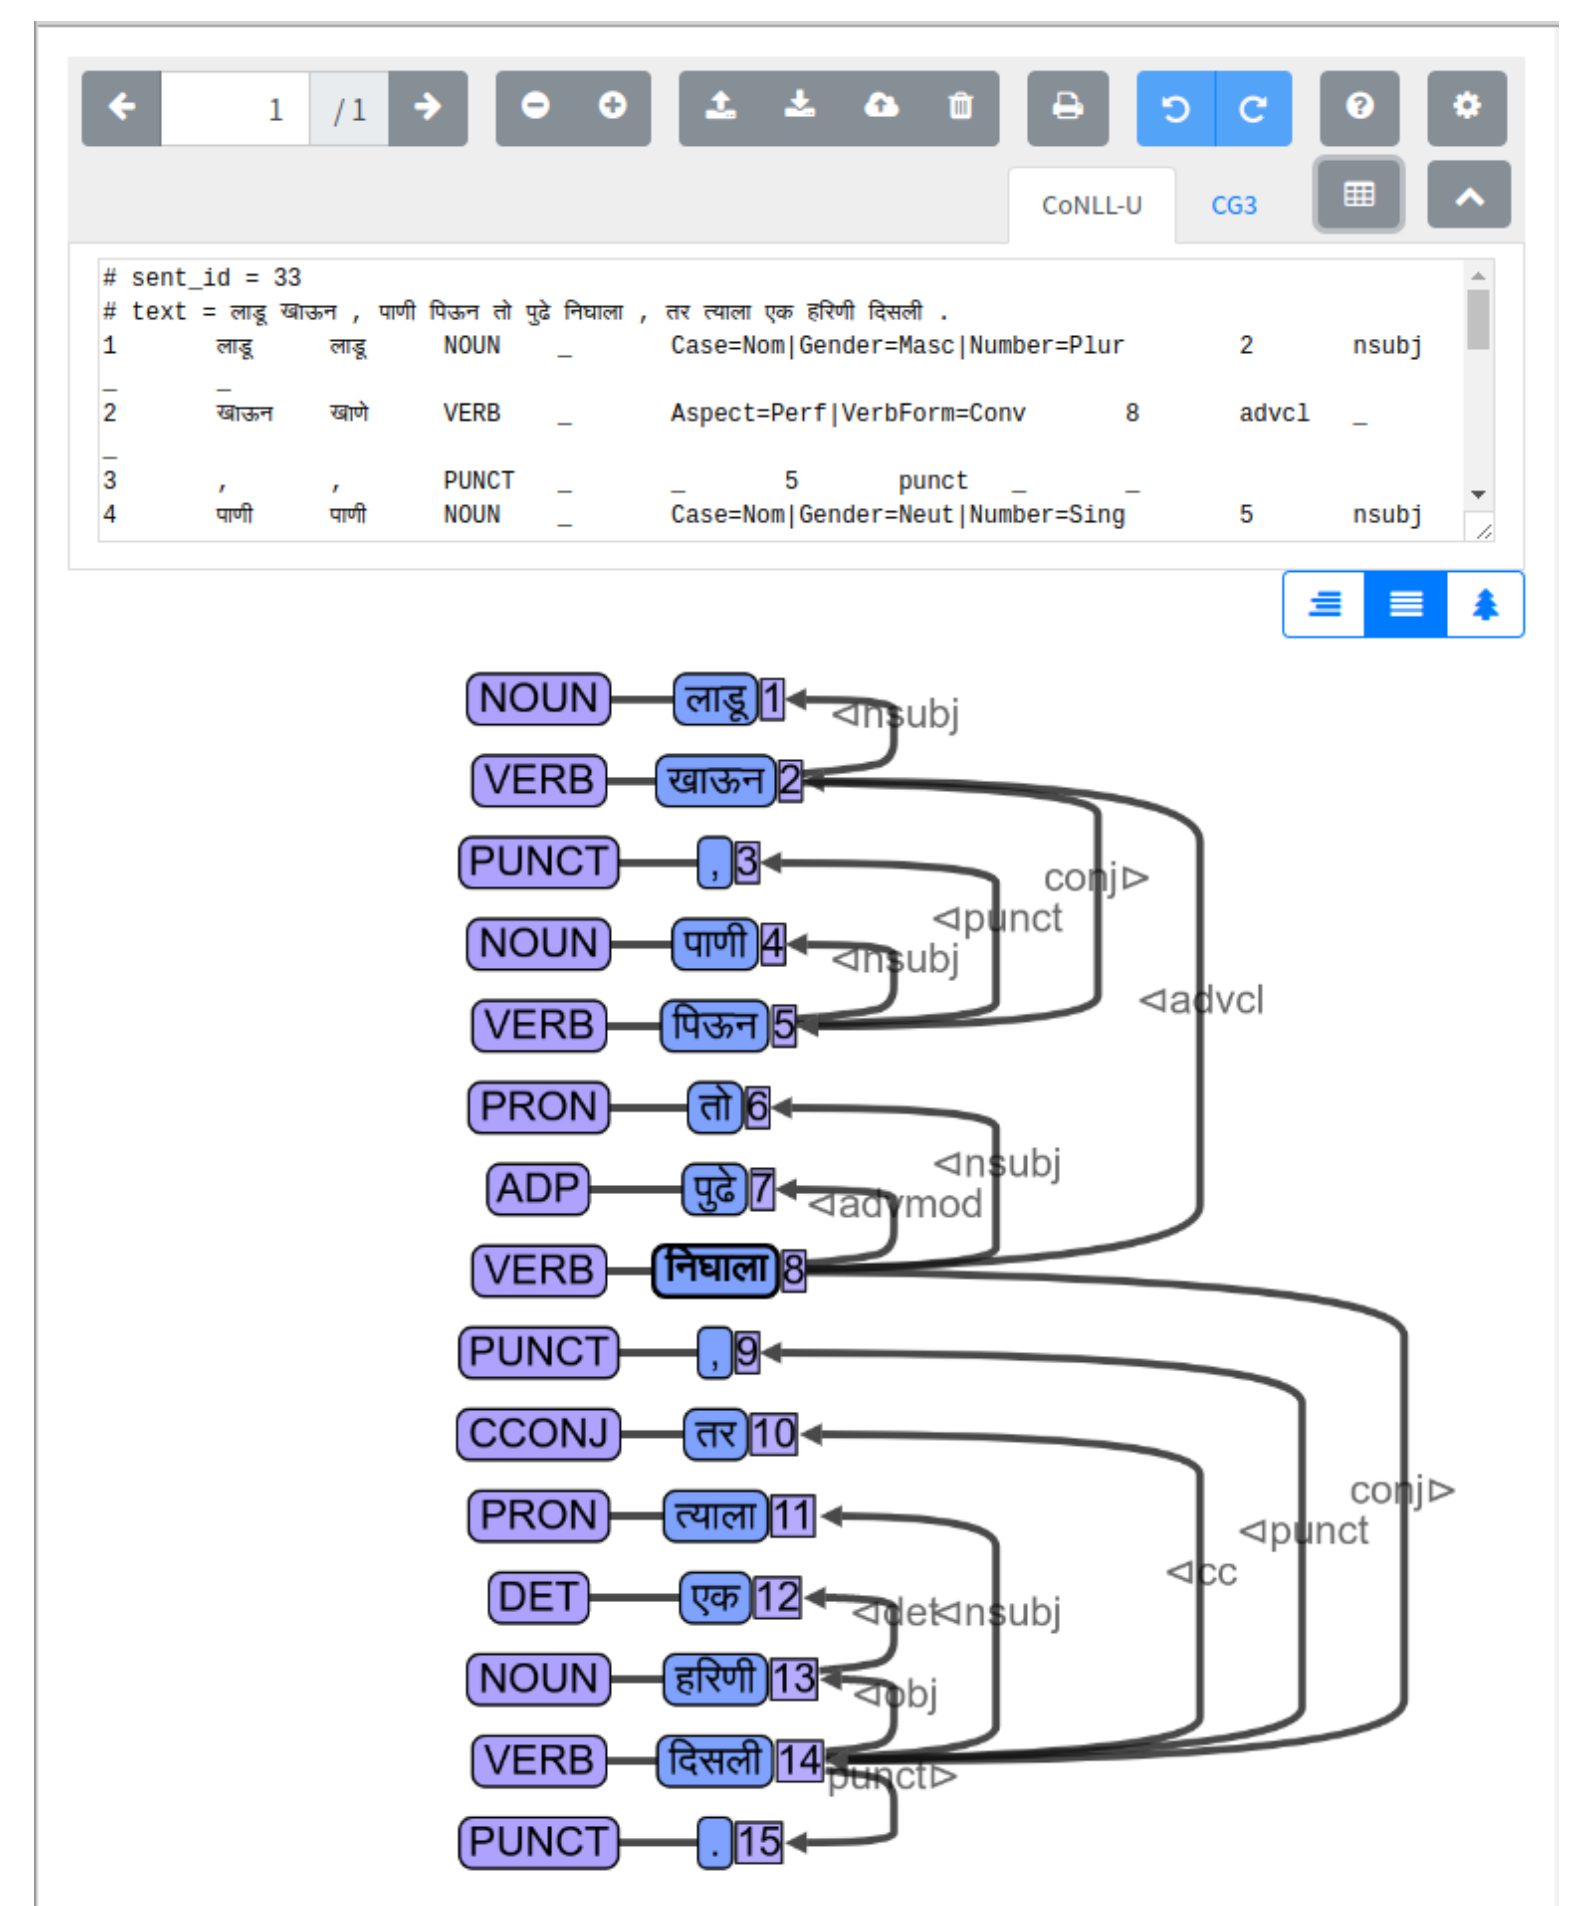 1 / 1
CoNLL-U CG3
# sent_id = 33
# text = लाडू खाऊन , पाणी पिऊन तो पुढे निघाला , तर त्याला एक हरिणी दिसली .
1 लाडू लाडू NOUN _ Case=Nom|Gender=Masc|Number=Plur 2 nsubj
_ _
2 खाऊन खाणे VERB _ Aspect=Perf|VerbForm=Conv 8 advcl _
_
3 , , PUNCT _ _ 5 punct _ _
4 पाणी पाणी NOUN _ Case=Nom|Gender=Neut|Number=Sing 5 nsubj
NOUN लाडू 1 ⊲nsubj
VERB खाऊन 2
PUNCT , 3 conj⊳
⊲punct
NOUN पाणी 4 ⊲nsubj
⊲advcl
VERB पिऊन 5
PRON तो 6
⊲nsubj
ADP पुढे 7 ⊲advmod
VERB निघाला 8
PUNCT , 9
CCONJ तर 10
conj⊳
PRON त्याला 11 ⊲punct
⊲cc
DET एक 12 ⊲det ⊲nsubj
NOUN हरिणी 13 ⊲obj
VERB दिसली 14 punct⊳
PUNCT . 15